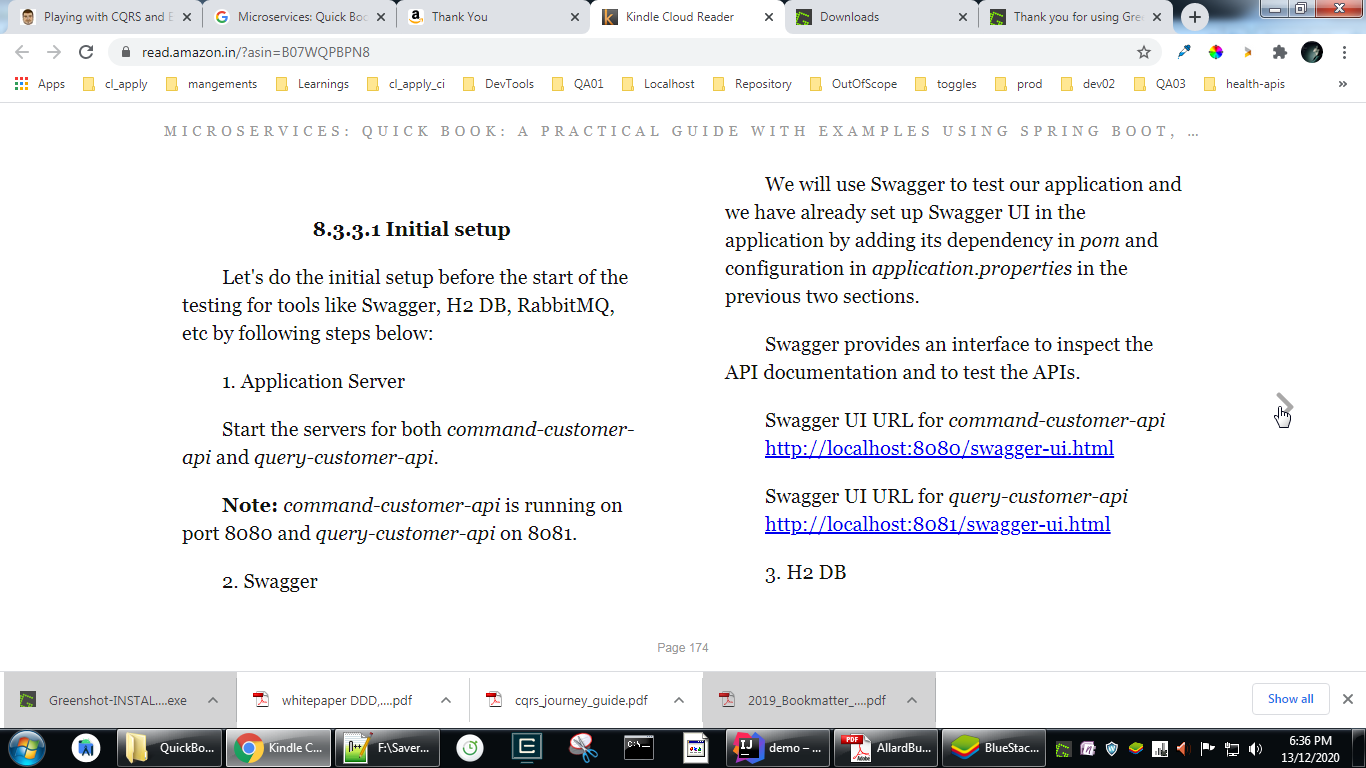 Playing with CQRS and E
Microservices: Quick Boo
Thank You
Kindle Cloud Reader
Downloads
Thank you for using Gre
read.amazon.in/?asin=B07WQPBPN8
Apps
cl_apply
mangements
Learnings
cl_apply_ci
DevTools
QA01
Localhost
Repository
OutOfScope
toggles
prod
dev02
QA03
health-apis
»
MICROSERVICES: QUICK BOOK: A PRACTICAL GUIDE WITH EXAMPLES USING SPRING BOOT, …
8.3.3.1 Initial setup
Let's do the initial setup before the start of the
testing for tools like Swagger, H2 DB, RabbitMQ,
etc by following steps below:
1. Application Server
Start the servers for both command-customer-
api and query-customer-api.
Note: command-customer-api is running on
port 8080 and query-customer-api on 8081.
2. Swagger
We will use Swagger to test our application and
we have already set up Swagger UI in the
application by adding its dependency in pom and
configuration in application.properties in the
previous two sections.
Swagger provides an interface to inspect the
API documentation and to test the APIs.
Swagger UI URL for command-customer-api
http://localhost:8080/swagger-ui.html
Swagger UI URL for query-customer-api
http://localhost:8081/swagger-ui.html
3. H2 DB
Page 174
Greenshot-INSTAL....exe
whitepaper DDD,....pdf
cqrs_journey_guide.pdf
2019_Bookmatter_....pdf
Show all
QuickBo...
Kindle C...
F:\Saver...
demo – ...
AllardBu...
BlueStac...
6:36 PM
13/12/2020